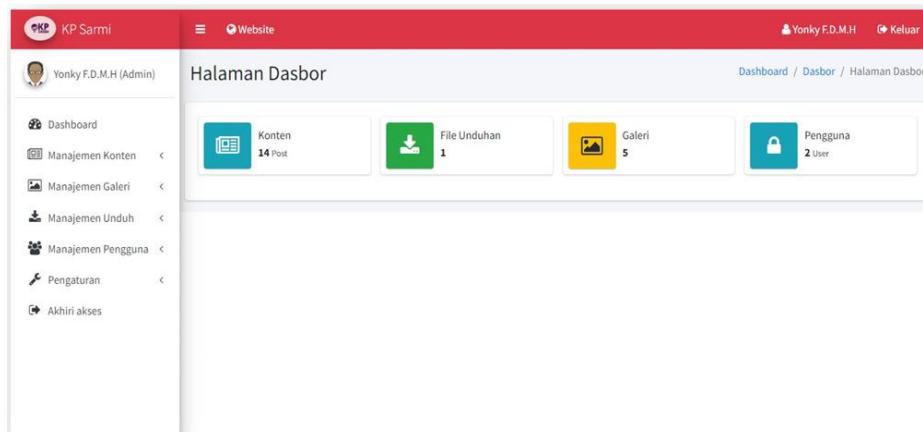 KP KP Sarmi
Website
Yonky F.D.M.H
Keluar
Yonky F.D.M.H (Admin)
Halaman Dasbor
Dashboard / Dasbor / Halaman Dasbor
Dashboard
Manajemen Konten
Manajemen Galeri
Manajemen Unduh
Manajemen Pengguna
Pengaturan
Akhiri akses
Konten
14 Post
File Unduhan
1
Galeri
5
Pengguna
2 User